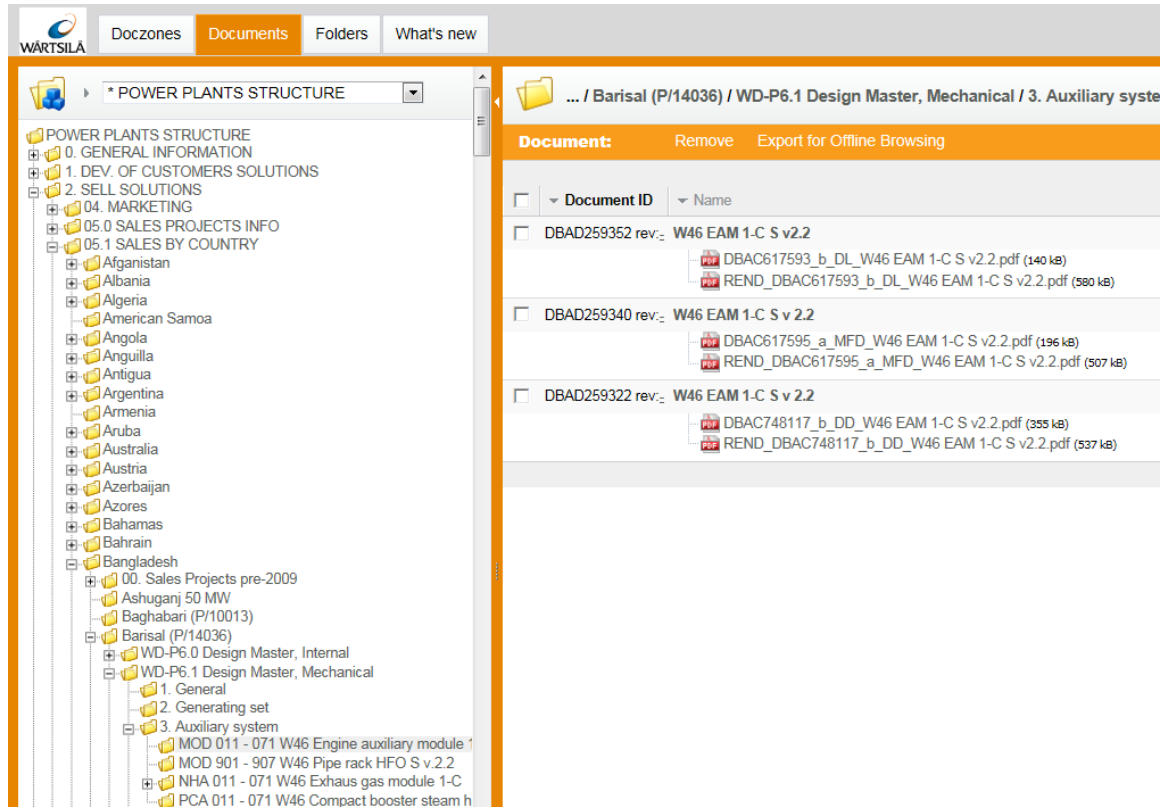 WÄRTSILÄ
Doczones
Documents
Folders
What's new
* POWER PLANTS STRUCTURE
POWER PLANTS STRUCTURE
0. GENERAL INFORMATION
1. DEV. OF CUSTOMERS SOLUTIONS
2. SELL SOLUTIONS
04. MARKETING
05.0 SALES PROJECTS INFO
05.1 SALES BY COUNTRY
Afganistan
Albania
Algeria
American Samoa
Angola
Anguilla
Antigua
Argentina
Armenia
Aruba
Australia
Austria
Azerbaijan
Azores
Bahamas
Bahrain
Bangladesh
00. Sales Projects pre-2009
Ashuganj 50 MW
Baghabari (P/10013)
Barisal (P/14036)
WD-P6.0 Design Master, Internal
WD-P6.1 Design Master, Mechanical
1. General
2. Generating set
3. Auxiliary system
MOD 011 - 071 W46 Engine auxiliary module 1
MOD 901 - 907 W46 Pipe rack HFO S v.2.2
NHA 011 - 071 W46 Exhaus gas module 1-C
PCA 011 - 071 W46 Compact booster steam h
... / Barisal (P/14036) / WD-P6.1 Design Master, Mechanical / 3. Auxiliary syste
Document: Remove Export for Offline Browsing
Document ID Name
DBAD259352 rev:- W46 EAM 1-C S v2.2
DBAC617593_b_DL_W46 EAM 1-C S v2.2.pdf (140 kB)
REND_DBAC617593_b_DL_W46 EAM 1-C S v2.2.pdf (580 kB)
DBAD259340 rev:- W46 EAM 1-C S v 2.2
DBAC617595_a_MFD_W46 EAM 1-C S v2.2.pdf (196 kB)
REND_DBAC617595_a_MFD_W46 EAM 1-C S v2.2.pdf (507 kB)
DBAD259322 rev:- W46 EAM 1-C S v 2.2
DBAC748117_b_DD_W46 EAM 1-C S v2.2.pdf (355 kB)
REND_DBAC748117_b_DD_W46 EAM 1-C S v2.2.pdf (537 kB)